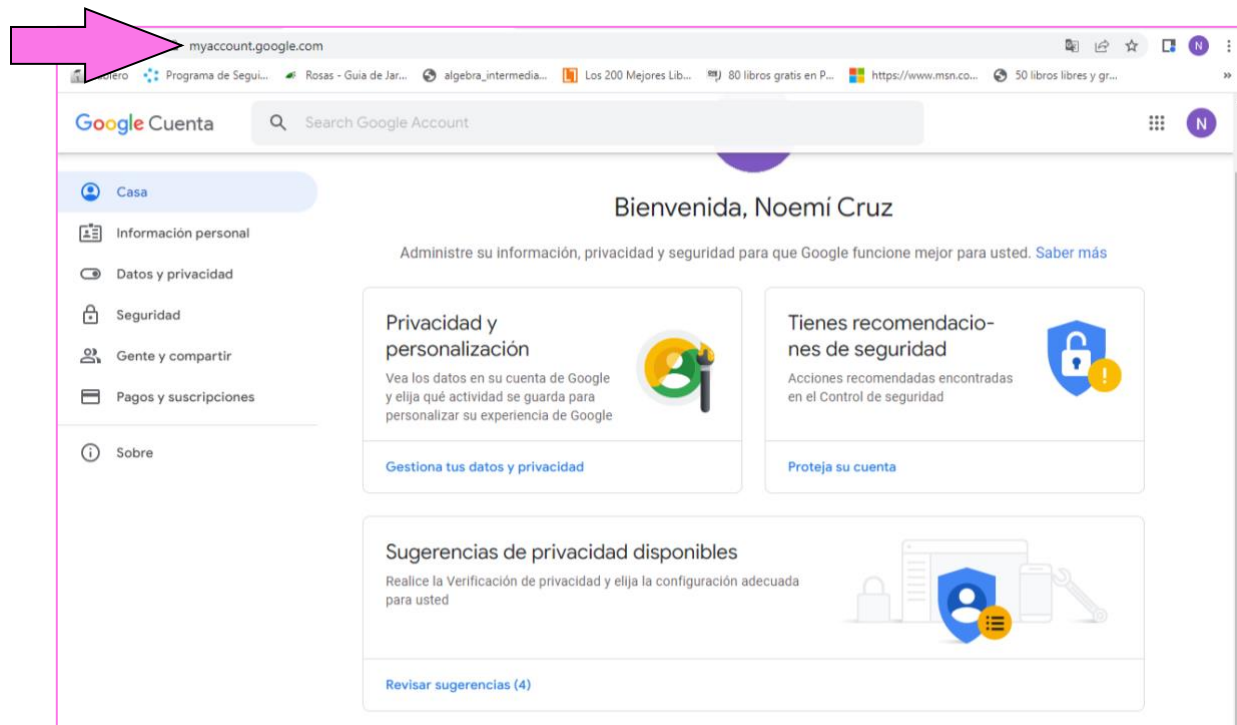 myaccount.google.com
Programa de Segui... Rosas - Guia de Jar... algebra_intermedia... Los 200 Mejores Lib... 80 libros gratis en P... https://www.msn.co... 50 libros libres y gr... »
Google Cuenta
Search Google Account
N
N
Casa
Información personal
Datos y privacidad
Seguridad
Gente y compartir
Pagos y suscripciones
Sobre
Bienvenida, Noemí Cruz
Administre su información, privacidad y seguridad para que Google funcione mejor para usted. Saber más
Privacidad y
personalización
Vea los datos en su cuenta de Google
y elija qué actividad se guarda para
personalizar su experiencia de Google
Gestiona tus datos y privacidad
Tienes recomendacio-
nes de seguridad
Acciones recomendadas encontradas
en el Control de seguridad
Proteja su cuenta
Sugerencias de privacidad disponibles
Realice la Verificación de privacidad y elija la configuración adecuada
para usted
Revisar sugerencias (4)